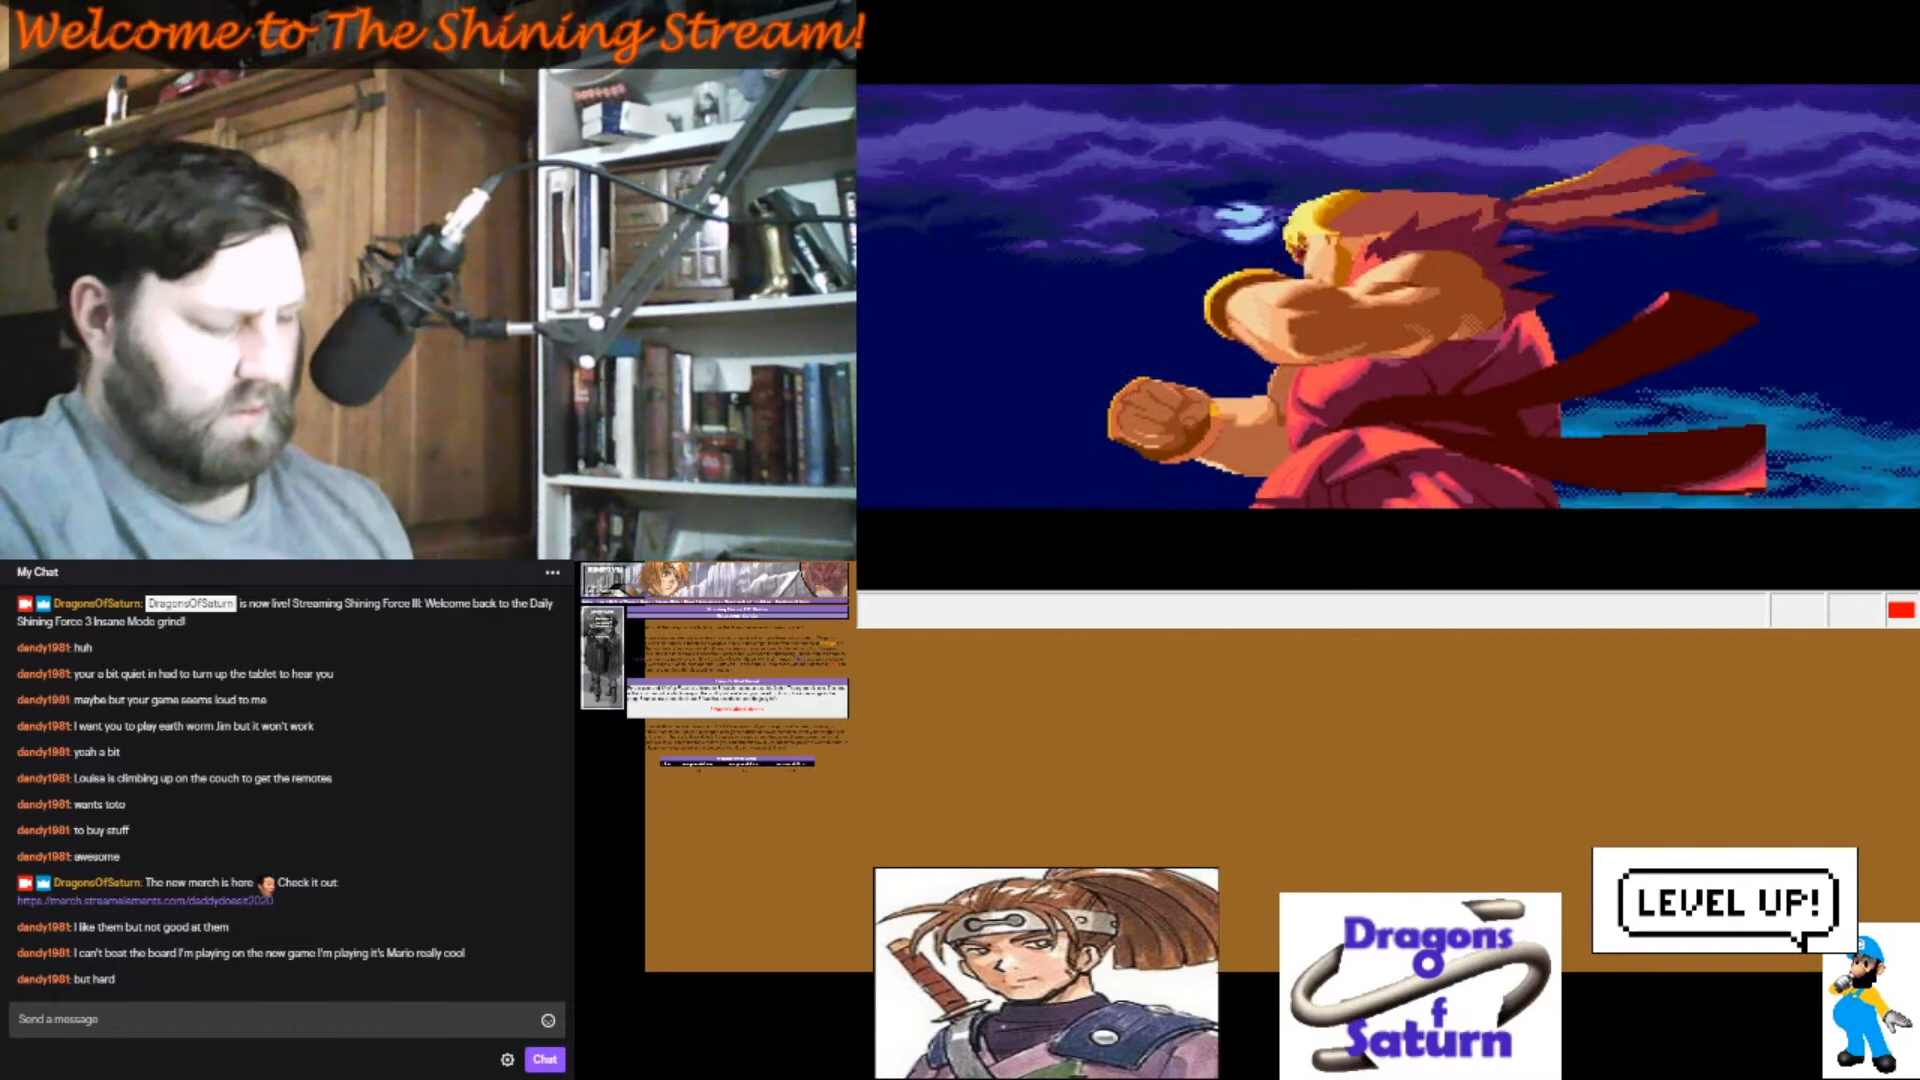 Welcome to The Shining Stream!
My Chat
DragonsOfSaturn: DragonsOfSaturn is now live! Streaming Shining Force III: Welcome back to the Daily
Shining Force 3 Insane Mode grind!
dandy1981: huh
dandy1981: your a bit quiet in had to turn up the tablet to hear you
dandy1981: maybe but your game seems loud to me
dandy1981: I want you to play earth worm Jim but it won't work
dandy1981: yeah a bit
dandy1981: Louise is climbing up on the couch to get the remotes
dandy1981: wants toto
dandy1981: to buy stuff
dandy1981: awesome
DragonsOfSaturn: The new merch is here Check it out:
https://merch.streamelements.com/daddydoesit2020
dandy1981: I like them but not good at them
dandy1981: I can't beat the board I'm playing on the new game I'm playing it's Mario really cool
dandy1981: but hard
Send a message
Chat
Dragons
Of
Saturn
LEVEL UP!